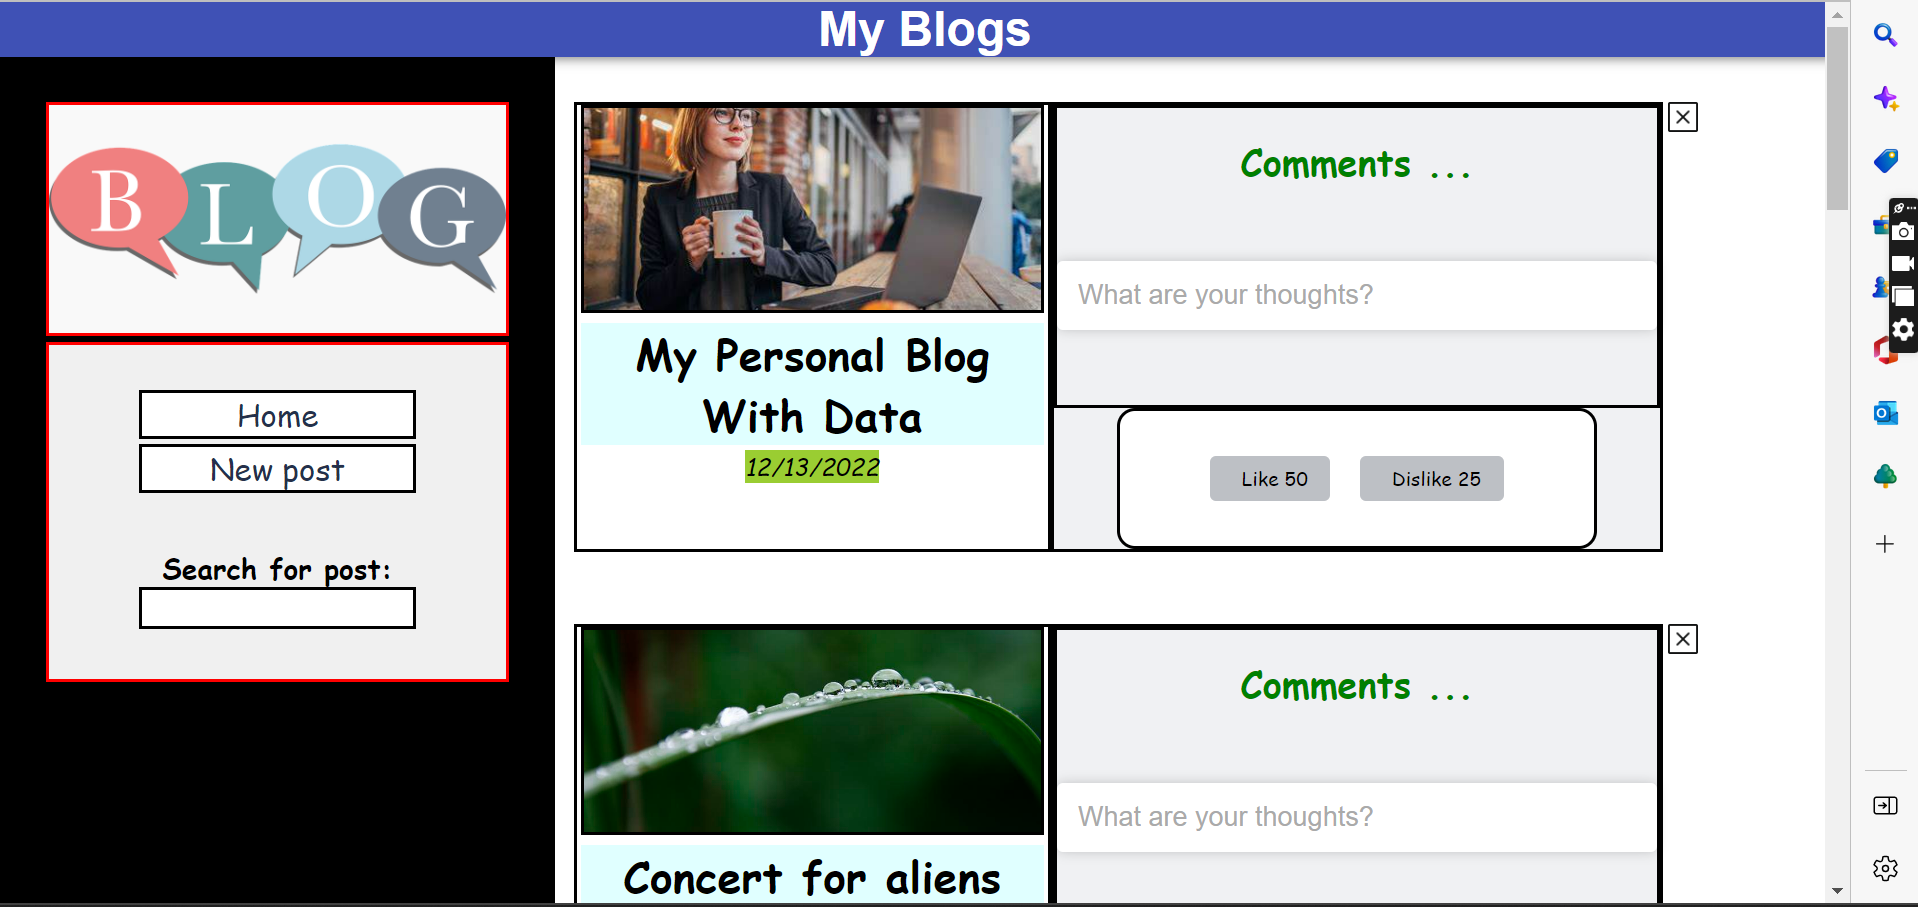 My Blogs
BLOG
Home
New post
Search for post:
Comments ...
What are your thoughts?
My Personal Blog
With Data
12/13/2022
Like 50
Dislike 25
Comments ...
What are your thoughts?
Concert for aliens